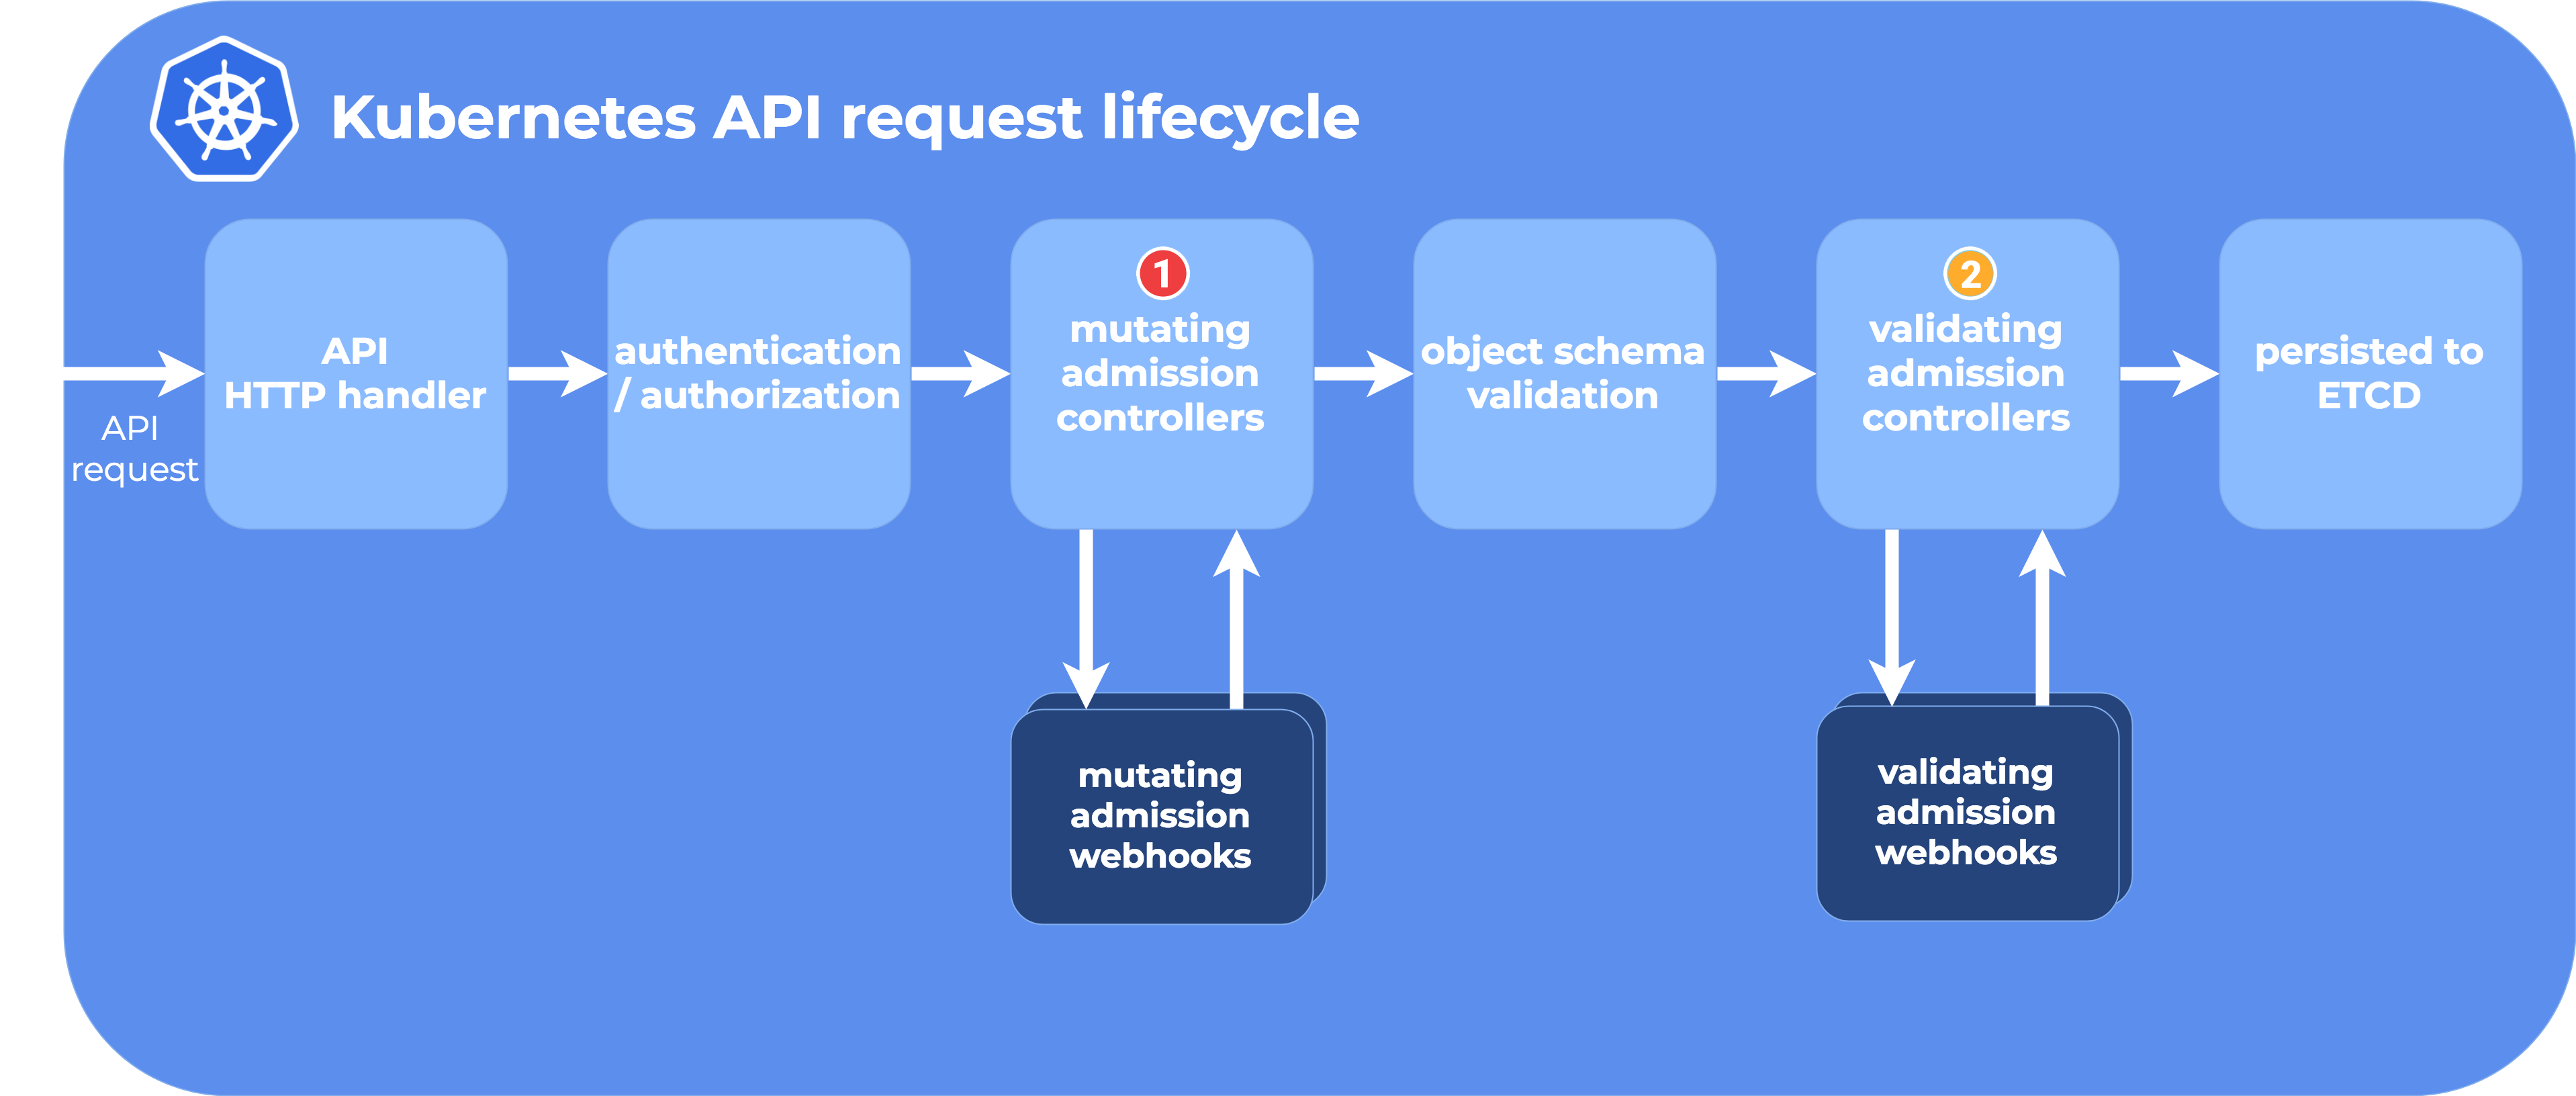 Kubernetes API request lifecycle
API
request
API
HTTP handler
authentication
/ authorization
1
mutating
admission
controllers
object schema
validation
2
validating
admission
controllers
persisted to
ETCD
mutating
admission
webhooks
validating
admission
webhooks